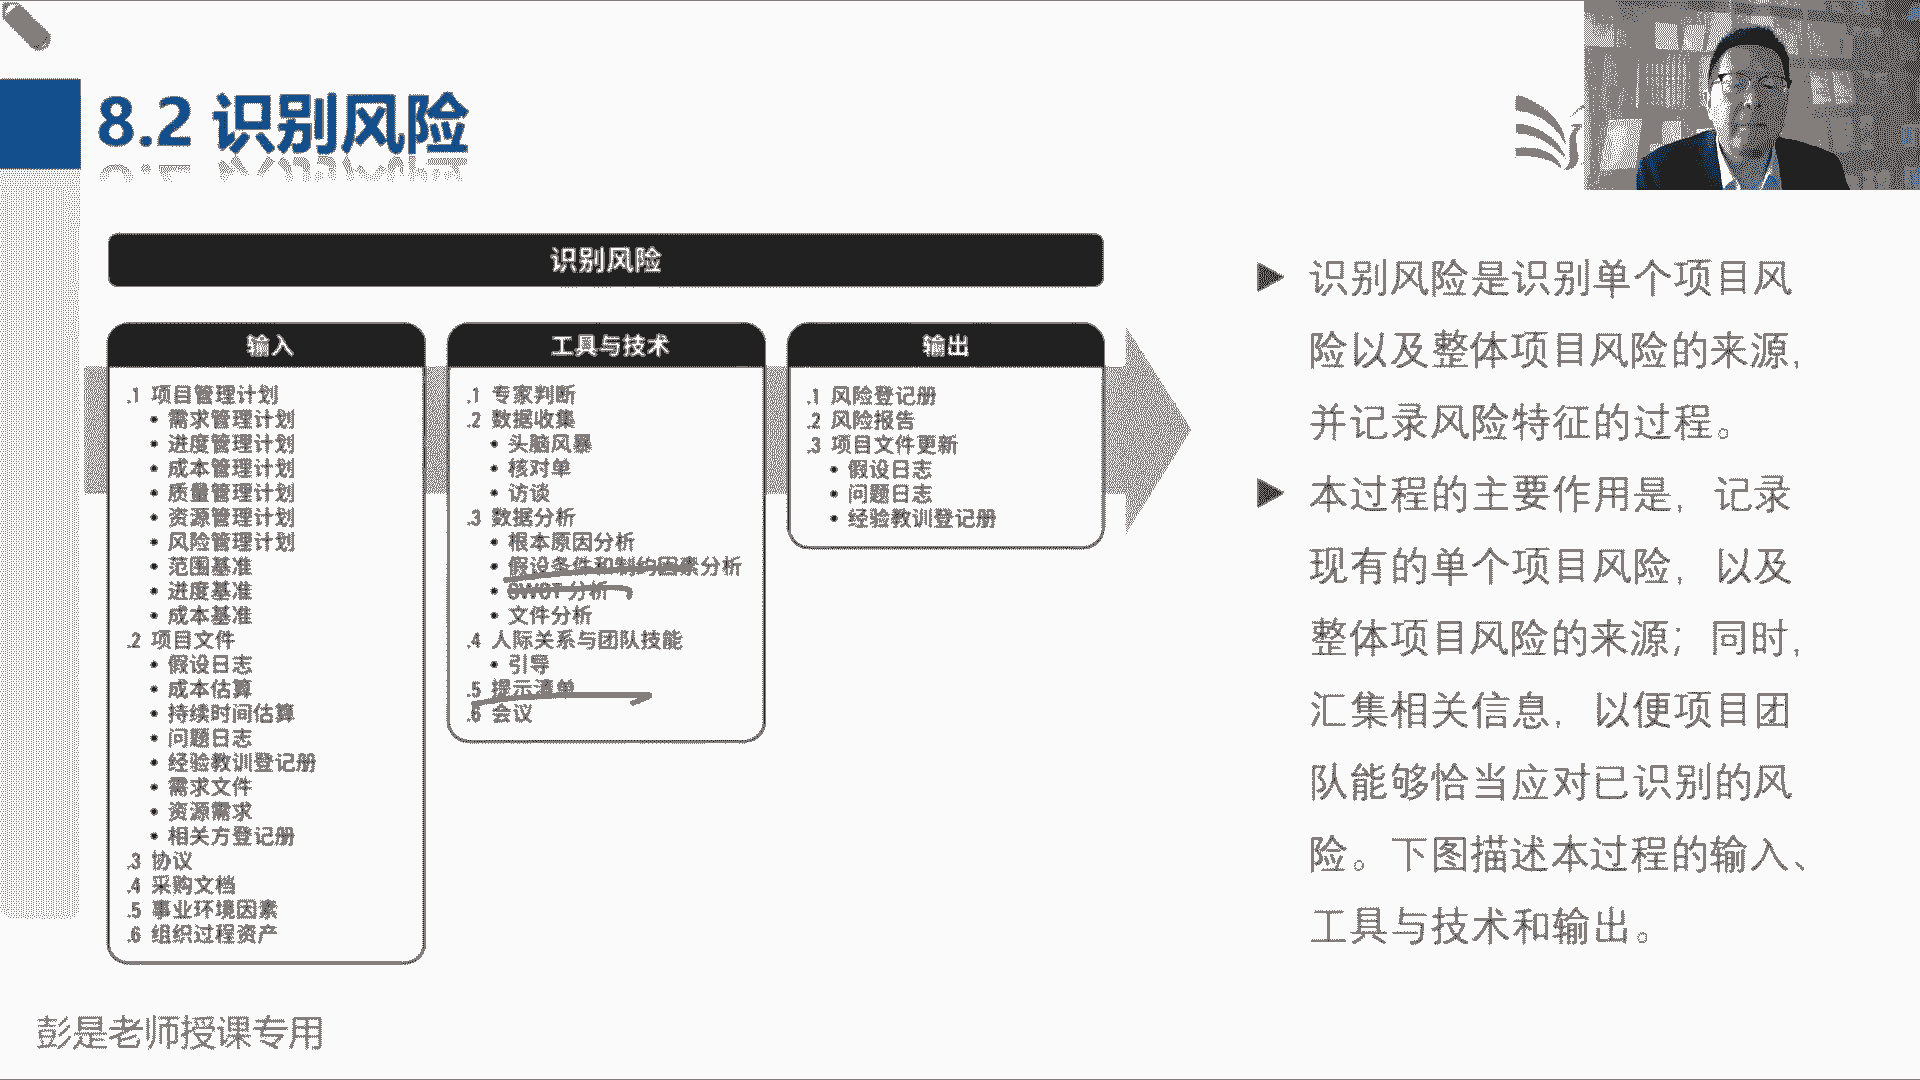 8.2 识别风险
识别风险
输入
.1 项目管理计划
• 需求管理计划
• 进度管理计划
• 成本管理计划
• 质量管理计划
• 资源管理计划
• 风险管理计划
• 范围基准
• 进度基准
• 成本基准
.2 项目文件
• 假设日志
• 成本估算
• 持续时间估算
• 问题日志
• 经验教训登记册
• 需求文件
• 资源需求
• 相关方登记册
.3 协议
.4 采购文档
.5 事业环境因素
.6 组织过程资产
工具与技术
.1 专家判断
.2 数据收集
• 头脑风暴
• 核对单
• 访谈
.3 数据分析
• 根本原因分析
• 假设条件和制约因素分析
• SWOT 分析
• 文件分析
.4 人际关系与团队技能
• 引导
.5 提示清单
.6 会议
输出
.1 风险登记册
.2 风险报告
.3 项目文件更新
• 假设日志
• 问题日志
• 经验教训登记册
识别风险是识别单个项目风
险以及整体项目风险的来源，
并记录风险特征的过程。
本过程的主要作用是，记录
现有的单个项目风险，以及
整体项目风险的来源；同时，
汇集相关信息，以便项目团
队能够恰当应对已识别的风
险。下图描述本过程的输入、
工具与技术和输出。
彭是老师授课专用